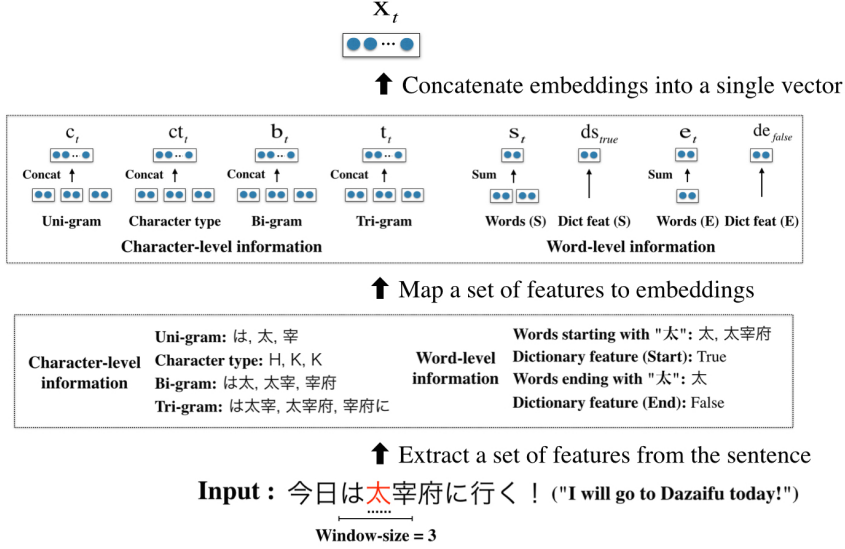 x_t
Concatenate embeddings into a single vector
c_t ct_t b_t t_t s_t ds_true e_t de_false
Concat Concat Concat Concat Sum Sum
Uni-gram Character type Bi-gram Tri-gram Words (S) Dict feat (S) Words (E) Dict feat (E)
Character-level information Word-level information
Map a set of features to embeddings
Character-level information
Uni-gram: は, 太, 宰
Character type: H, K, K
Bi-gram: は太, 太宰, 宰府
Tri-gram: は太宰, 太宰府, 宰府に
Word-level information
Words starting with "太": 太, 太宰府
Dictionary feature (Start): True
Words ending with "太": 太
Dictionary feature (End): False
Extract a set of features from the sentence
Input : 今日は太宰府に行く！ ("I will go to Dazaifu today!")
Window-size = 3